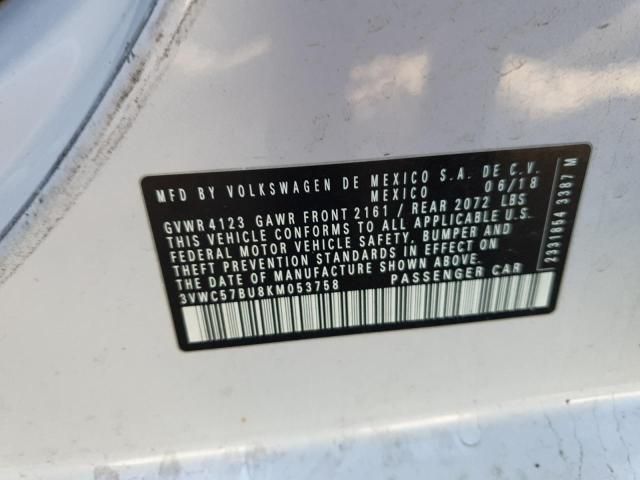 MFD BY VOLKSWAGEN DE MEXICO S.A. DE C.V.
MEXICO 06/18
GVWR 4123 GAWR FRONT 2161 / REAR 2072 LBS
THIS VEHICLE CONFORMS TO ALL APPLICABLE U.S.
FEDERAL MOTOR VEHICLE SAFETY, BUMPER AND
THEFT PREVENTION STANDARDS IN EFFECT ON
THE DATE OF MANUFACTURE SHOWN ABOVE.
3VWC57BU8KM053758 PASSENGER CAR
2331854 3987 M